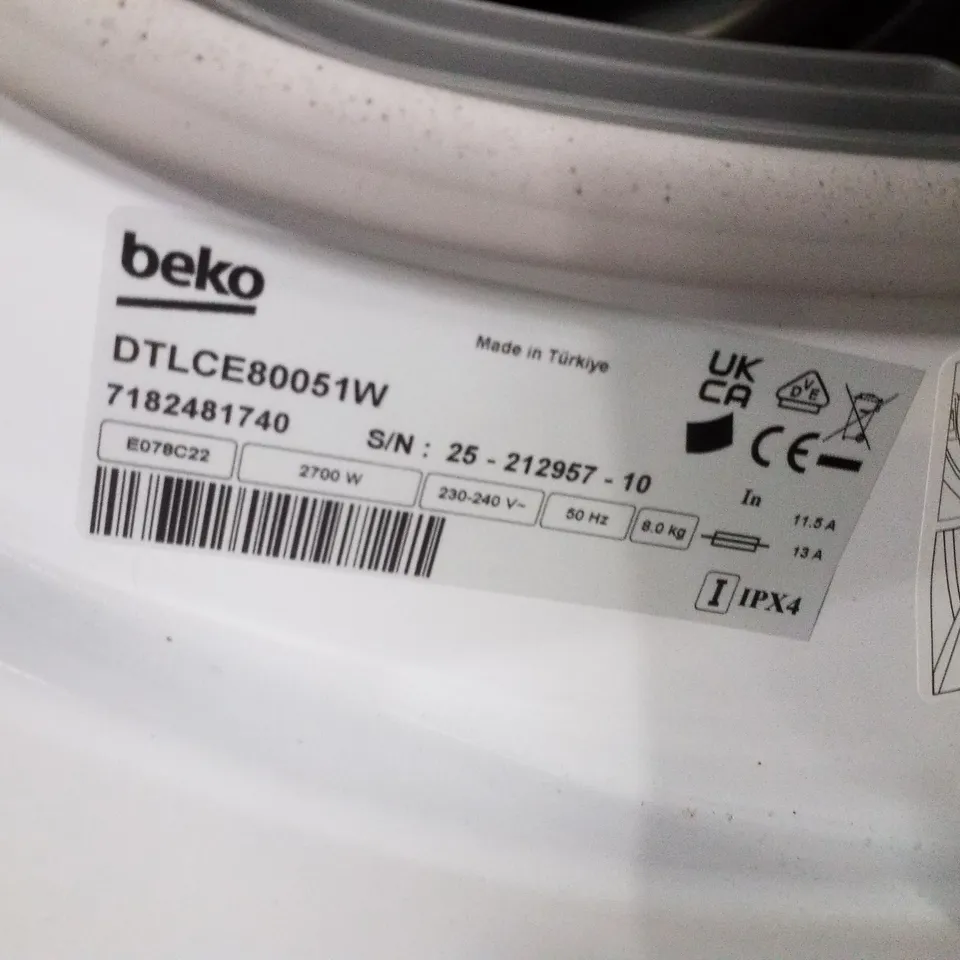 beko
DTLCE80051W
7182481740
Made in Türkiye
S/N : 25 - 212957 - 10
E078C22
2700 W
230-240 V~
50 Hz
8.0 kg
UK
CA
DVE
CE
In 11.5 A
13 A
I IPX4